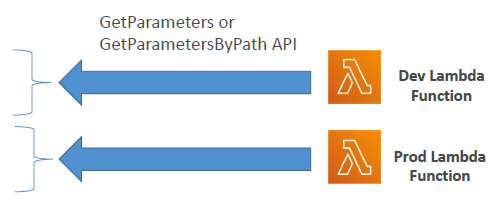 GetParameters or
GetParametersByPath API
Dev Lambda
Function
Prod Lambda
Function